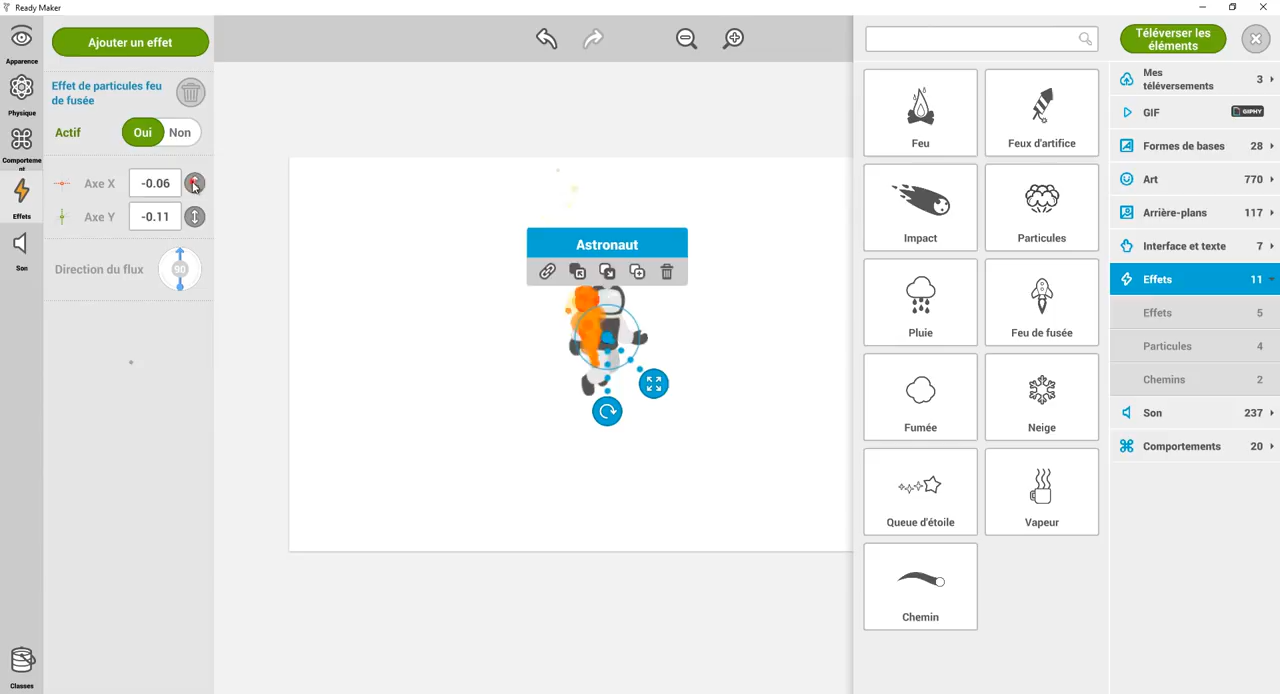 Ready Maker
Apparence
Physique
Comporteme
nt
Effets
Son
Classes
Ajouter un effet
Effet de particules feu
de fusée
Actif
Oui
Non
Axe X
-0.06
Axe Y
-0.11
Direction du flux
90
Astronaut
Feu
Feux d'artifice
Impact
Particules
Pluie
Feu de fusée
Fumée
Neige
Queue d'étoile
Vapeur
Chemin
Téléverser les
éléments
Mes
téléversements
3
GIF
GIPHY
Formes de bases
28
Art
770
Arrière-plans
117
Interface et texte
7
Effets
11
Effets
5
Particules
4
Chemins
2
Son
237
Comportements
20